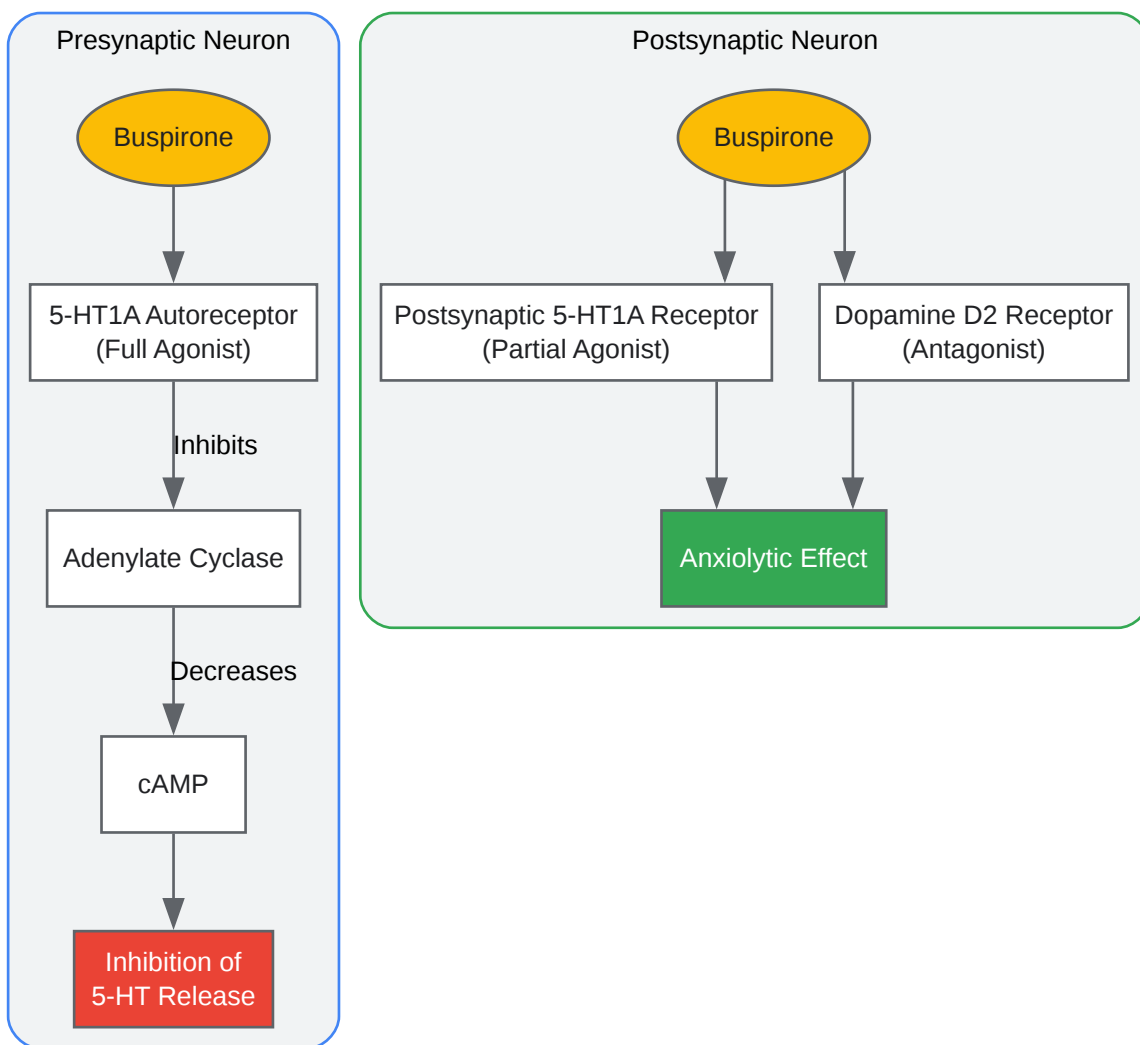 Presynaptic Neuron
Buspirone
5-HT1A Autoreceptor
(Full Agonist)
Inhibits
Adenylate Cyclase
Decreases
cAMP
Inhibition of
5-HT Release
Postsynaptic Neuron
Buspirone
Postsynaptic 5-HT1A Receptor
(Partial Agonist)
Dopamine D2 Receptor
(Antagonist)
Anxiolytic Effect